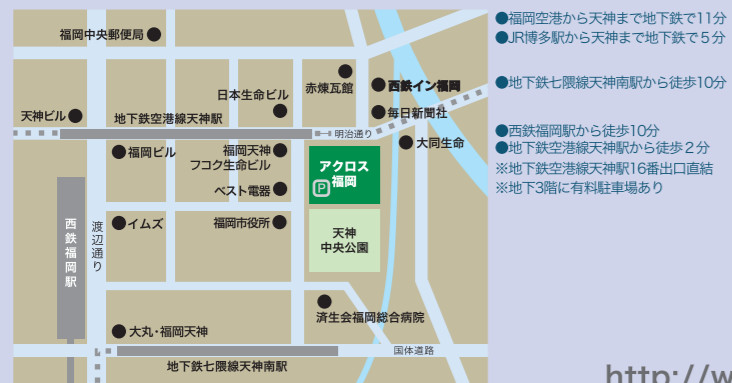 福岡中央郵便局
赤煉瓦館
西鉄イン福岡
日本生命ビル
毎日新聞社
天神ビル
地下鉄空港線天神駅
明治通り
大同生命
福岡ビル
福岡天神
フコク生命ビル
アクロス
福岡
P
ベスト電器
西鉄福岡駅
渡辺通り
イムズ
福岡市役所
天神
中央公園
済生会福岡総合病院
大丸・福岡天神
国体道路
地下鉄七隈線天神南駅
●福岡空港から天神まで地下鉄で11分
●JR博多駅から天神まで地下鉄で5分
●地下鉄七隈線天神南駅から徒歩10分
●西鉄福岡駅から徒歩10分
●地下鉄空港線天神駅から徒歩2分
※地下鉄空港線天神駅16番出口直結
※地下3階に有料駐車場あり
http://w